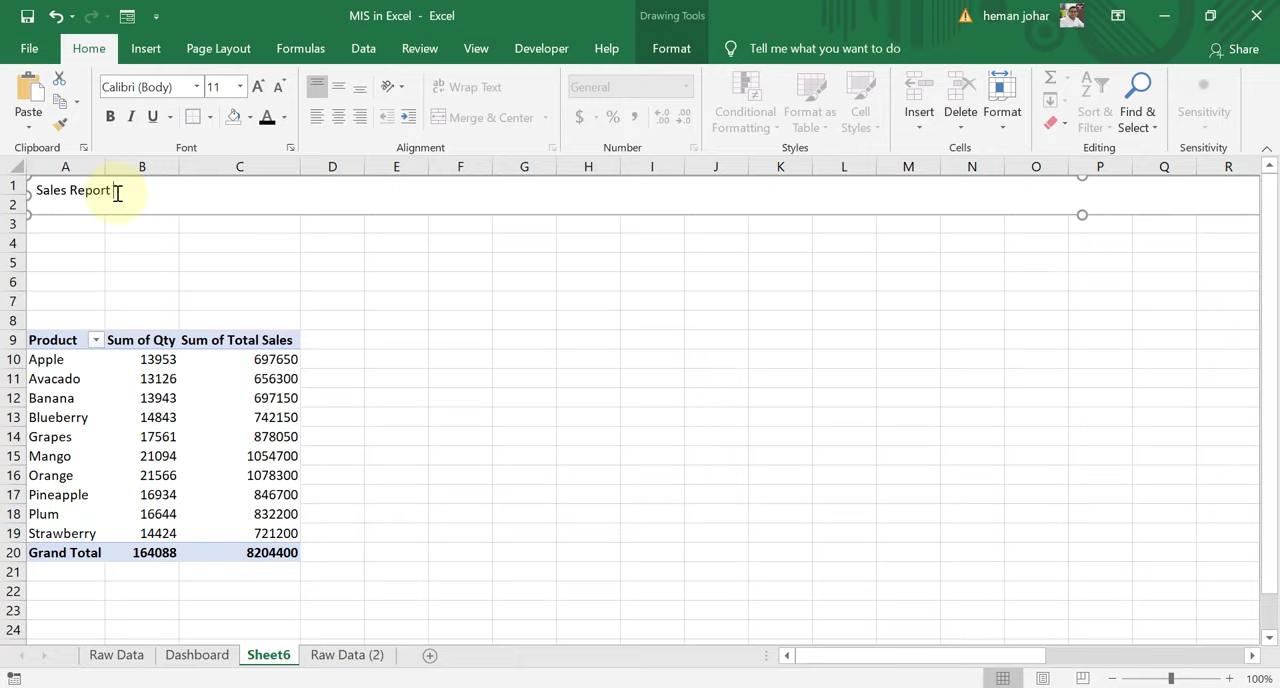 MIS in Excel - Excel
Drawing Tools
heman johar
File Home Insert Page Layout Formulas Data Review View Developer Help Format Tell me what you want to do Share
Paste
Calibri (Body) 11
B I U A
Wrap Text
Merge & Center
General
$ % ,
Conditional Formatting
Format as Table
Cell Styles
Insert
Delete
Format
Sort & Filter
Find & Select
Sensitivity
Clipboard Font Alignment Number Styles Cells Editing Sensitivity
A B C D E F G H I J K L M N O P Q R
1 Sales Report
2
3
4
5
6
7
8
9 Product Sum of Qty Sum of Total Sales
10 Apple 13953 697650
11 Avacado 13126 656300
12 Banana 13943 697150
13 Blueberry 14843 742150
14 Grapes 17561 878050
15 Mango 21094 1054700
16 Orange 21566 1078300
17 Pineapple 16934 846700
18 Plum 16644 832200
19 Strawberry 14424 721200
20 Grand Total 164088 8204400
21
22
23
24
Raw Data Dashboard Sheet6 Raw Data (2)
100%